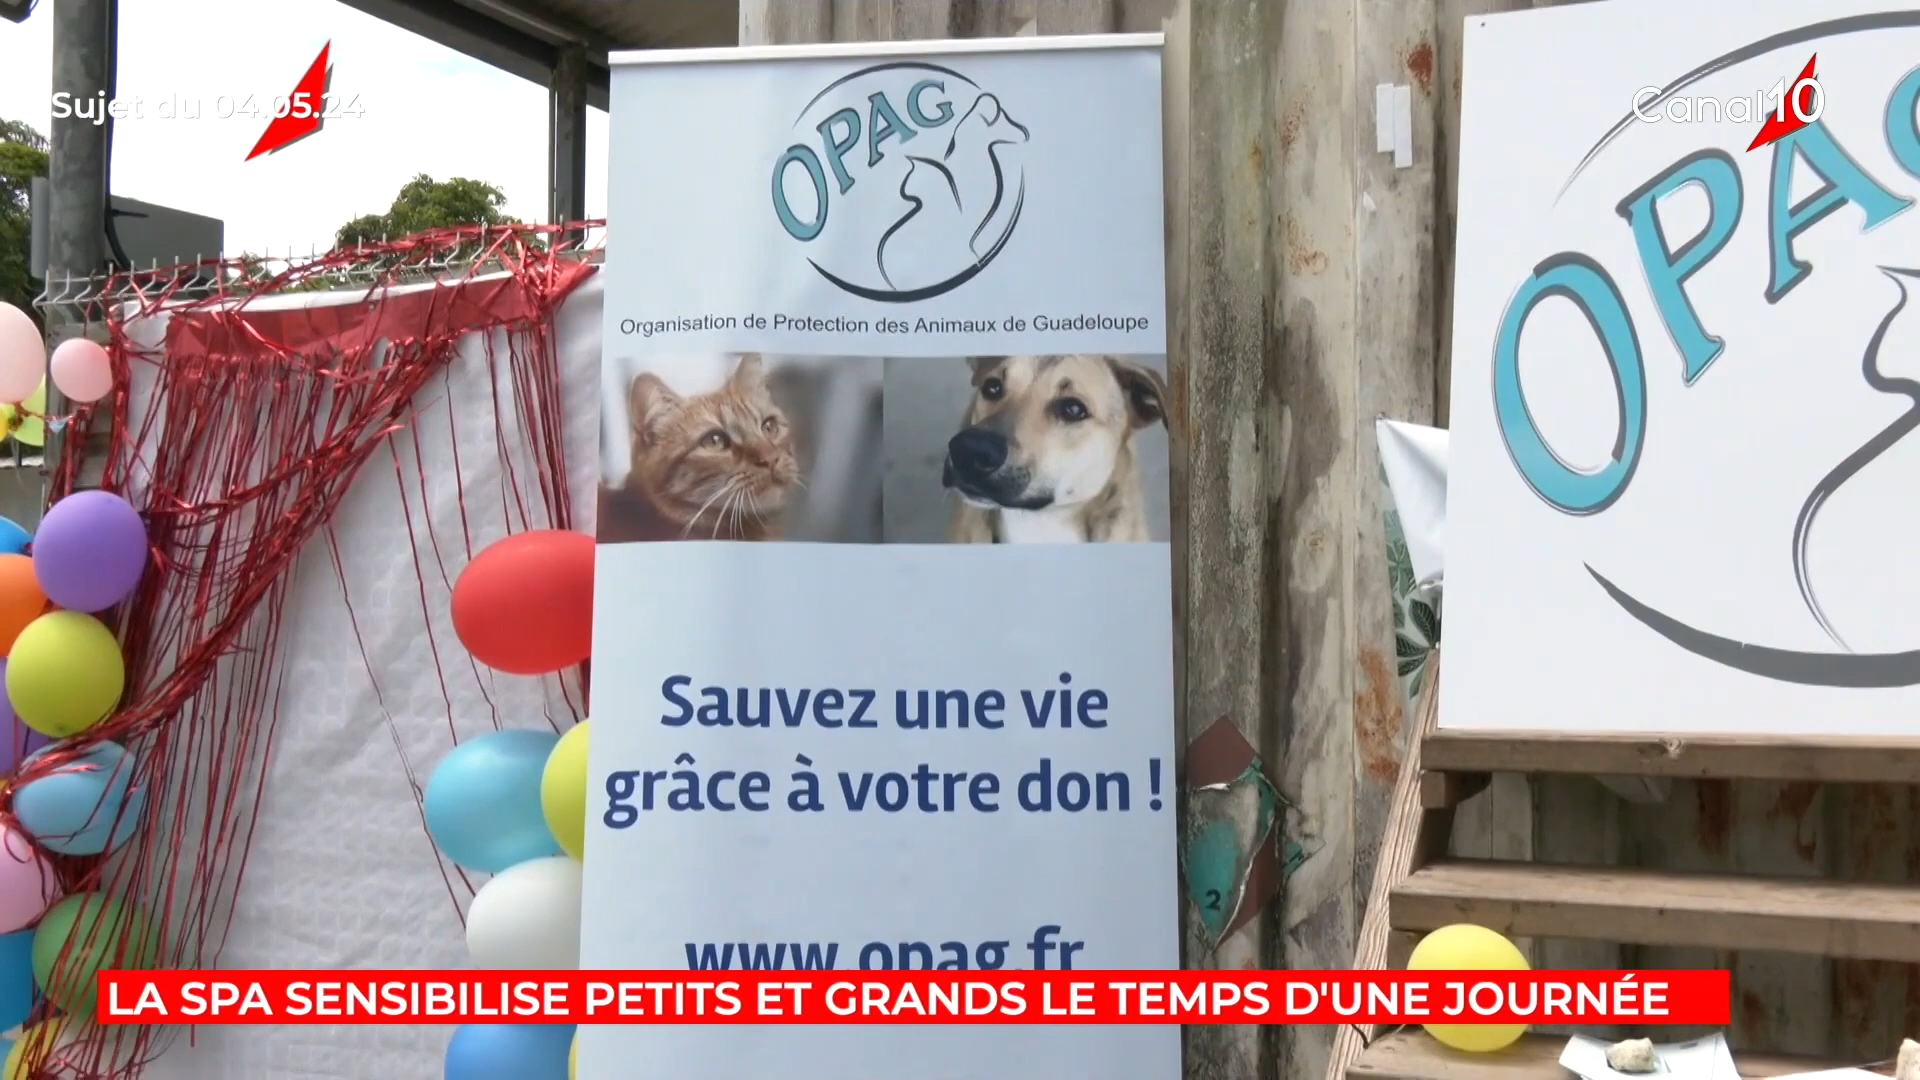 Sujet du 04.05.24
Canal10
OPAG
OPAG
Organisation de Protection des Animaux de Guadeloupe
Sauvez une vie
grâce à votre don !
www.opag.fr
2
LA SPA SENSIBILISE PETITS ET GRANDS LE TEMPS D'UNE JOURNÉE